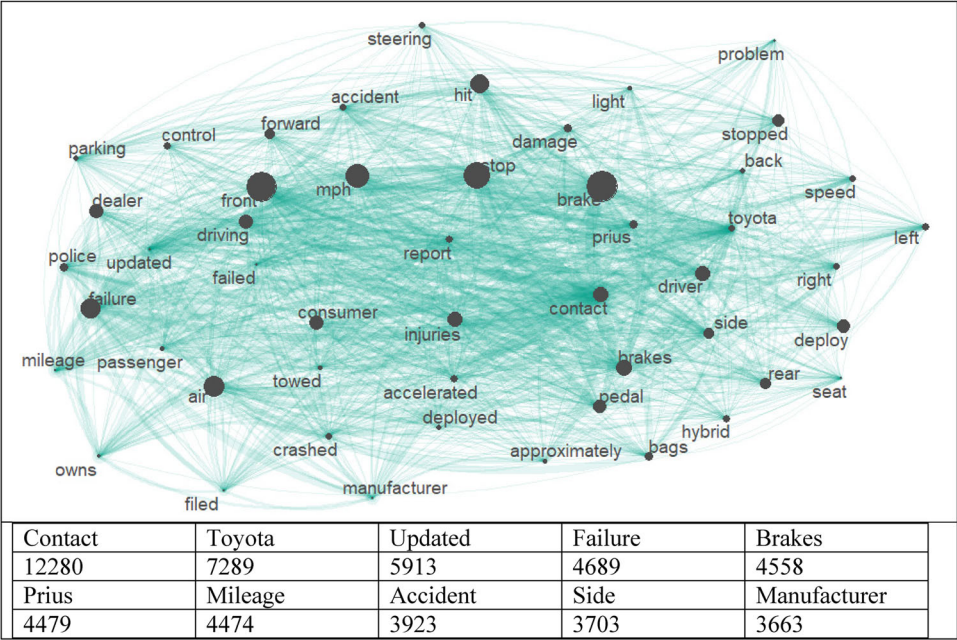 steering
problem
hit
light
accident
forward
control
damage
stopped
parking
stop
back
mph
front
brake
speed
dealer
driving
prius
toyota
left
police
updated
report
failed
driver
right
failure
contact
consumer
injuries
side
deploy
mileage
passenger
brakes
towed
accelerated
rear
seat
air
pedal
deployed
hybrid
crashed
approximately
bags
owns
manufacturer
filed
Contact Toyota Updated Failure Brakes
12280 7289 5913 4689 4558
Prius Mileage Accident Side Manufacturer
4479 4474 3923 3703 3663